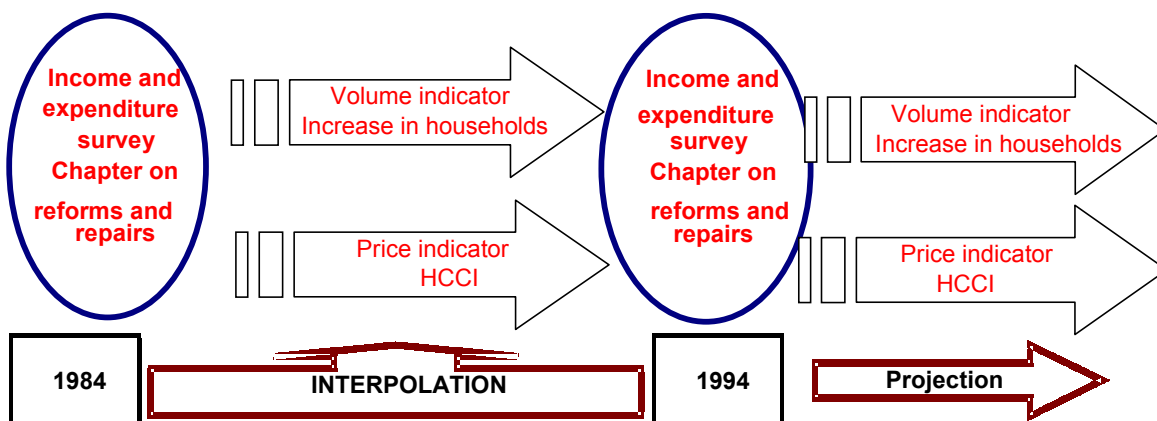 Income and
expenditure
survey
Chapter on
reforms and
repairs
Volume indicator
Increase in households
Price indicator
HCCI
Income and
expenditure
survey
Chapter on
reforms and
repairs
Volume indicator
Increase in households
Price indicator
HCCI
1984
INTERPOLATION
1994
Projection